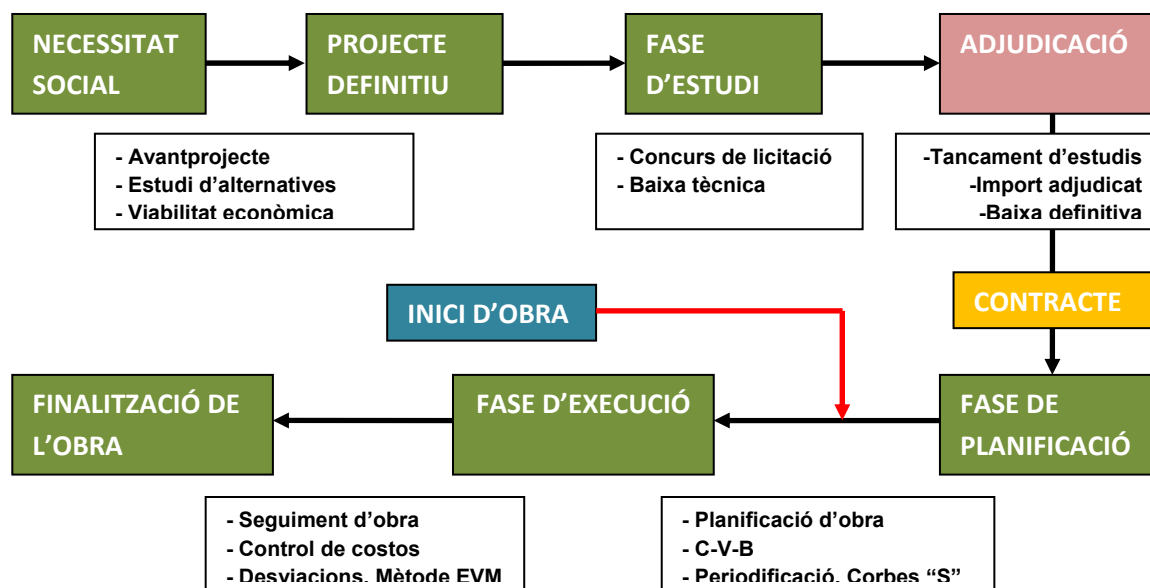 NECESSITAT
SOCIAL
PROJECTE
DEFINITIU
FASE
D’ESTUDI
ADJUDICACIÓ
- Avantprojecte
- Estudi d’alternatives
- Viabilitat econòmica
- Concurs de licitació
- Baixa tècnica
-Tancament d’estudis
-Import adjudicat
-Baixa definitiva
INICI D’OBRA
CONTRACTE
FINALITZACIÓ DE
L’OBRA
FASE D’EXECUCIÓ
FASE DE
PLANIFICACIÓ
- Seguiment d’obra
- Control de costos
- Desviacions. Mètode EVM
- Planificació d’obra
- C-V-B
- Periodificació. Corbes “S”